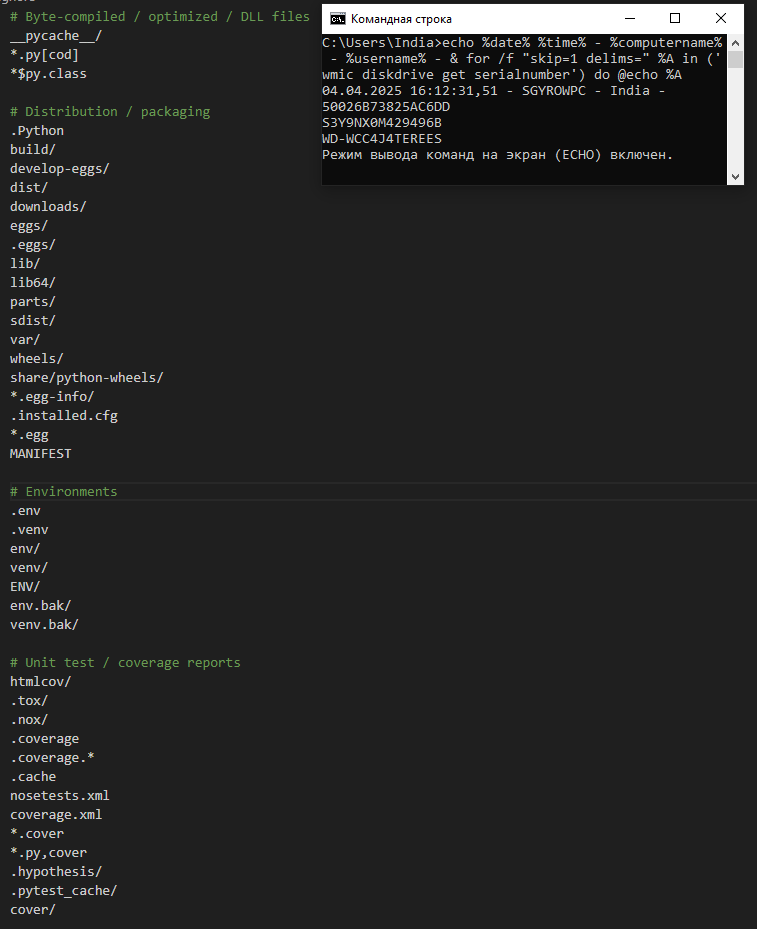 # Byte-compiled / optimized / DLL files
__pycache__/
*.py[cod]
*$py.class
# Distribution / packaging
.Python
build/
develop-eggs/
dist/
downloads/
eggs/
.eggs/
lib/
lib64/
parts/
sdist/
var/
wheels/
share/python-wheels/
*.egg-info/
.installed.cfg
*.egg
MANIFEST
# Environments
.env
.venv
env/
venv/
ENV/
env.bak/
venv.bak/
# Unit test / coverage reports
htmlcov/
.tox/
.nox/
.coverage
.coverage.*
.cache
nosetests.xml
coverage.xml
*.cover
*.py,cover
.hypothesis/
.pytest_cache/
cover/
Командная строка
C:\Users\India>echo %date% %time% - %computername%
- %username% - & for /f "skip=1 delims=" %A in ('
wmic diskdrive get serialnumber') do @echo %A
04.04.2025 16:12:31,51 - SGYROWPC - India -
50026B73825AC6DD
S3Y9NX0M429496B
WD-WCC4J4TEREES
Режим вывода команд на экран (ECHO) включен.